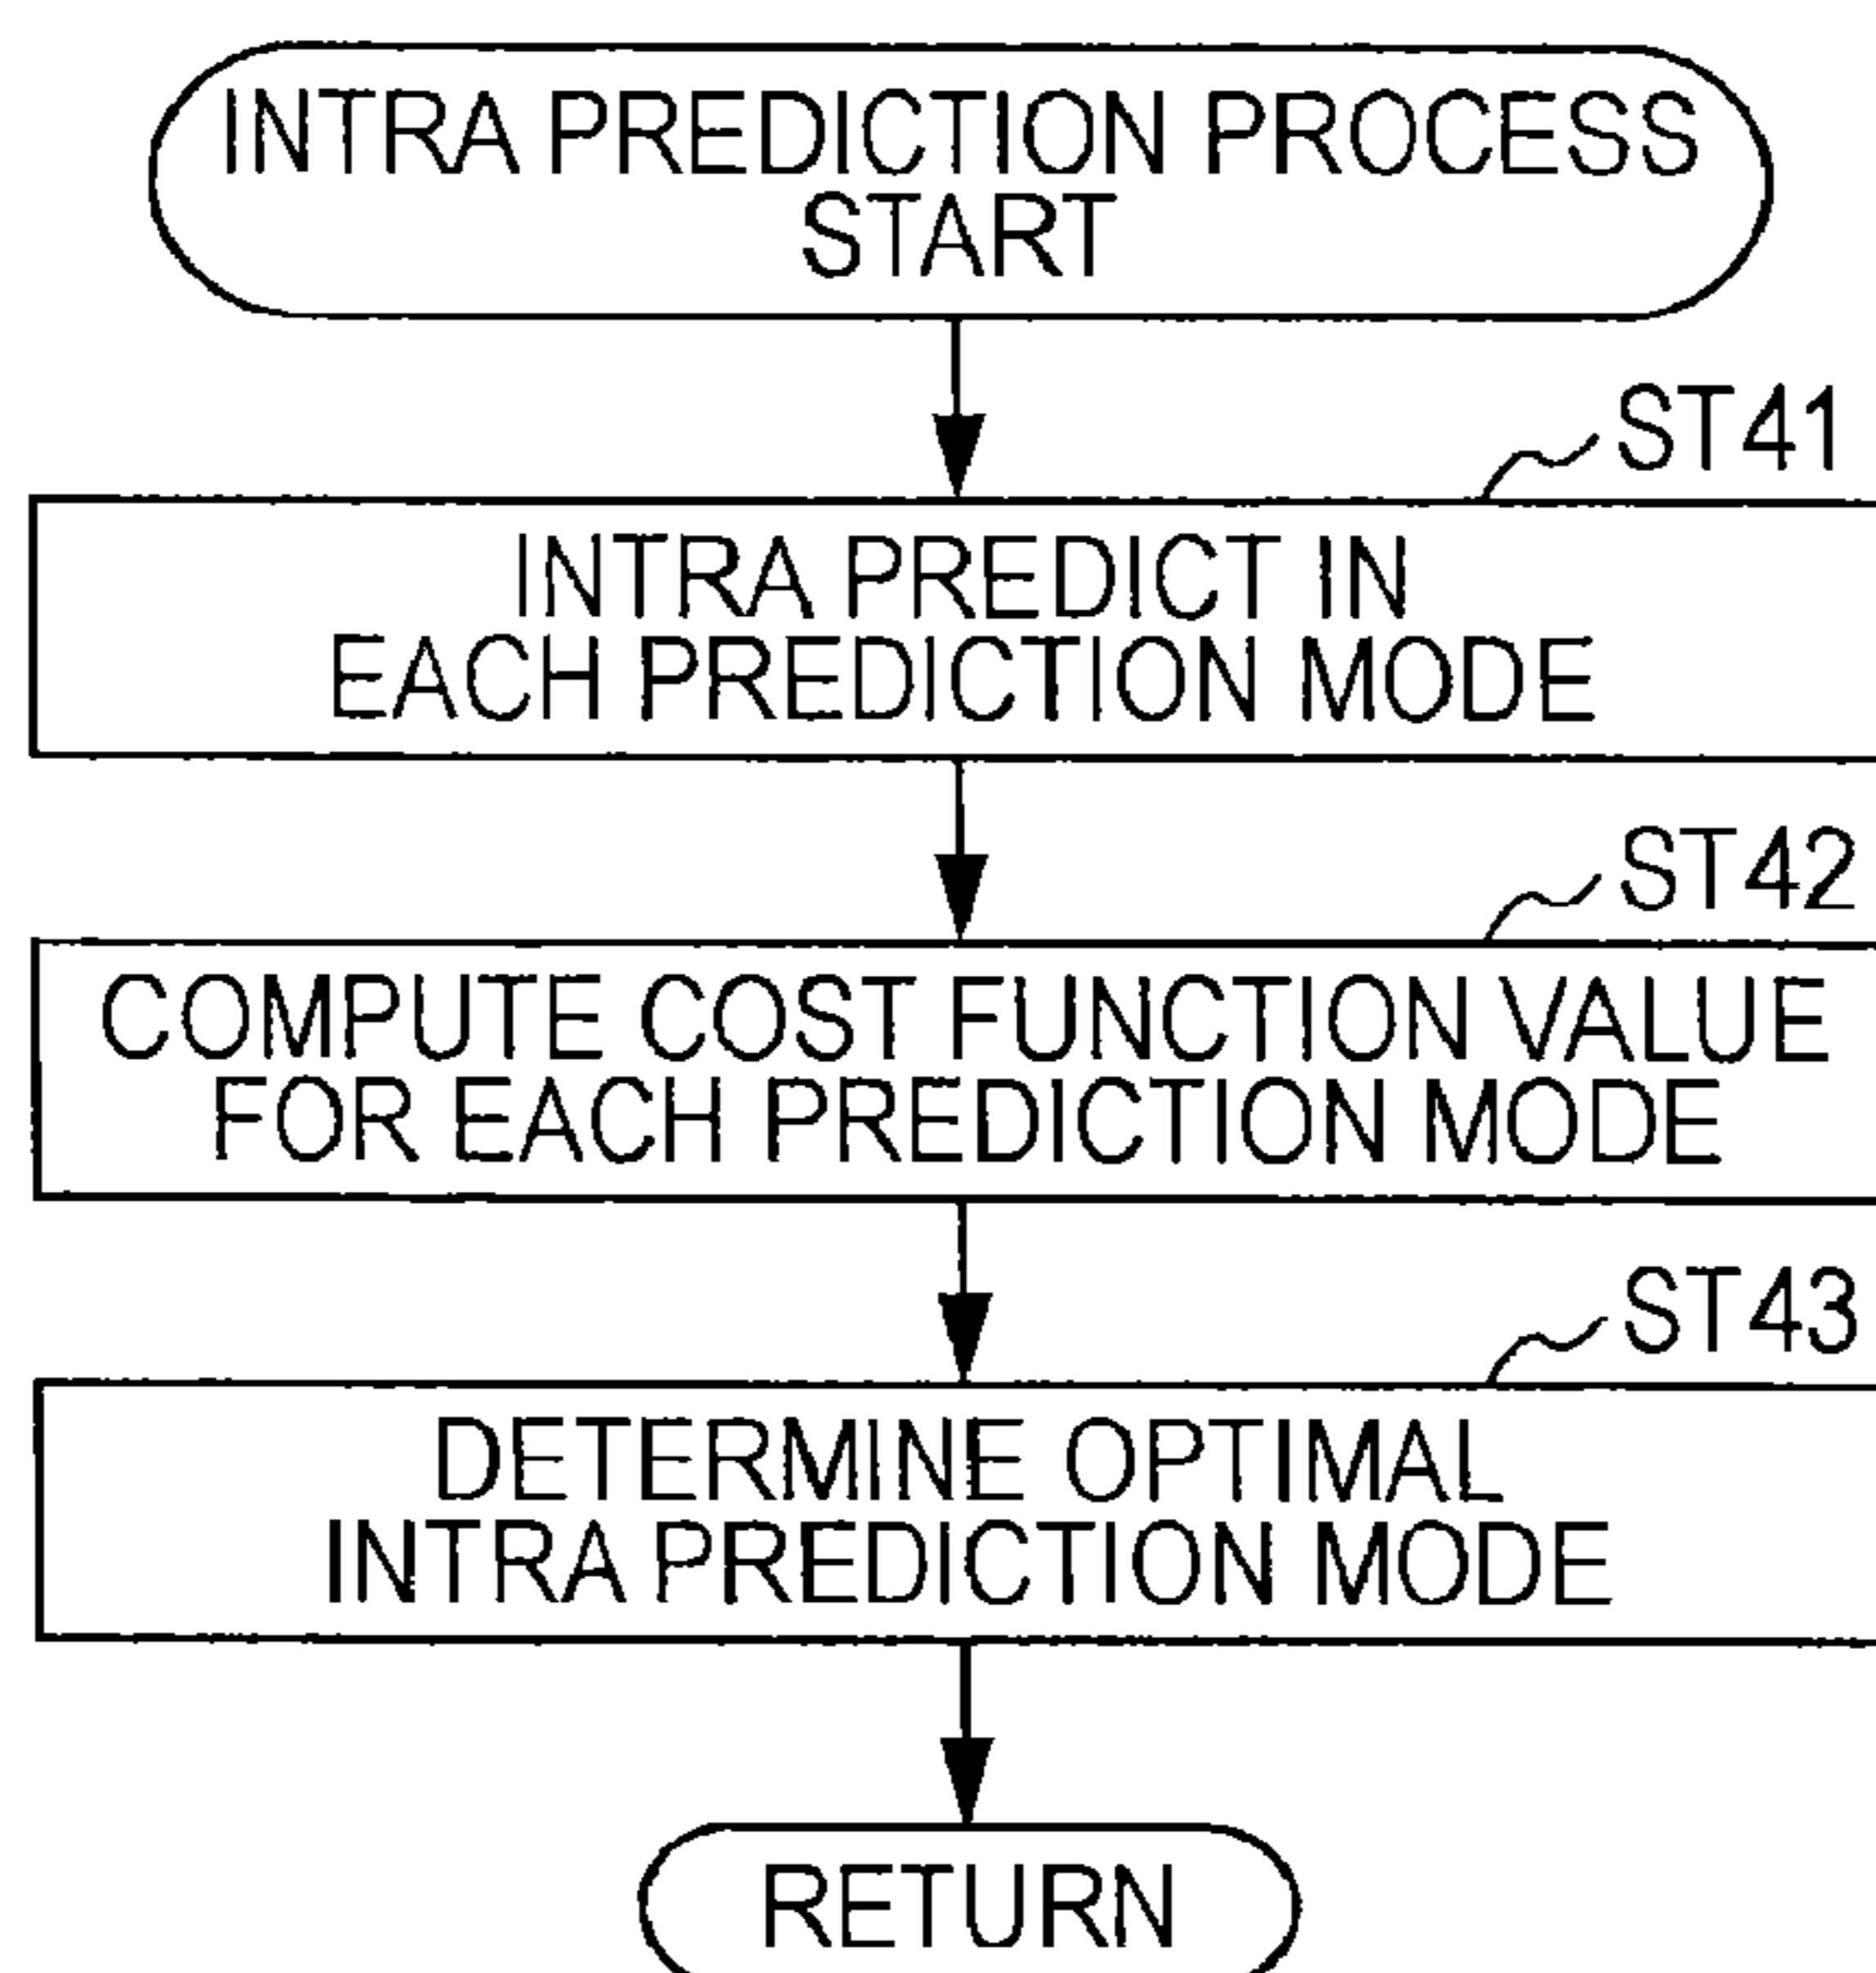 INTRA PREDICTION PROCESS
START
ST41
INTRA PREDICT IN
EACH PREDICTION MODE
ST42
COMPUTE COST FUNCTION VALUE
FOR EACH PREDICTION MODE
ST43
DETERMINE OPTIMAL
INTRA PREDICTION MODE
RETURN